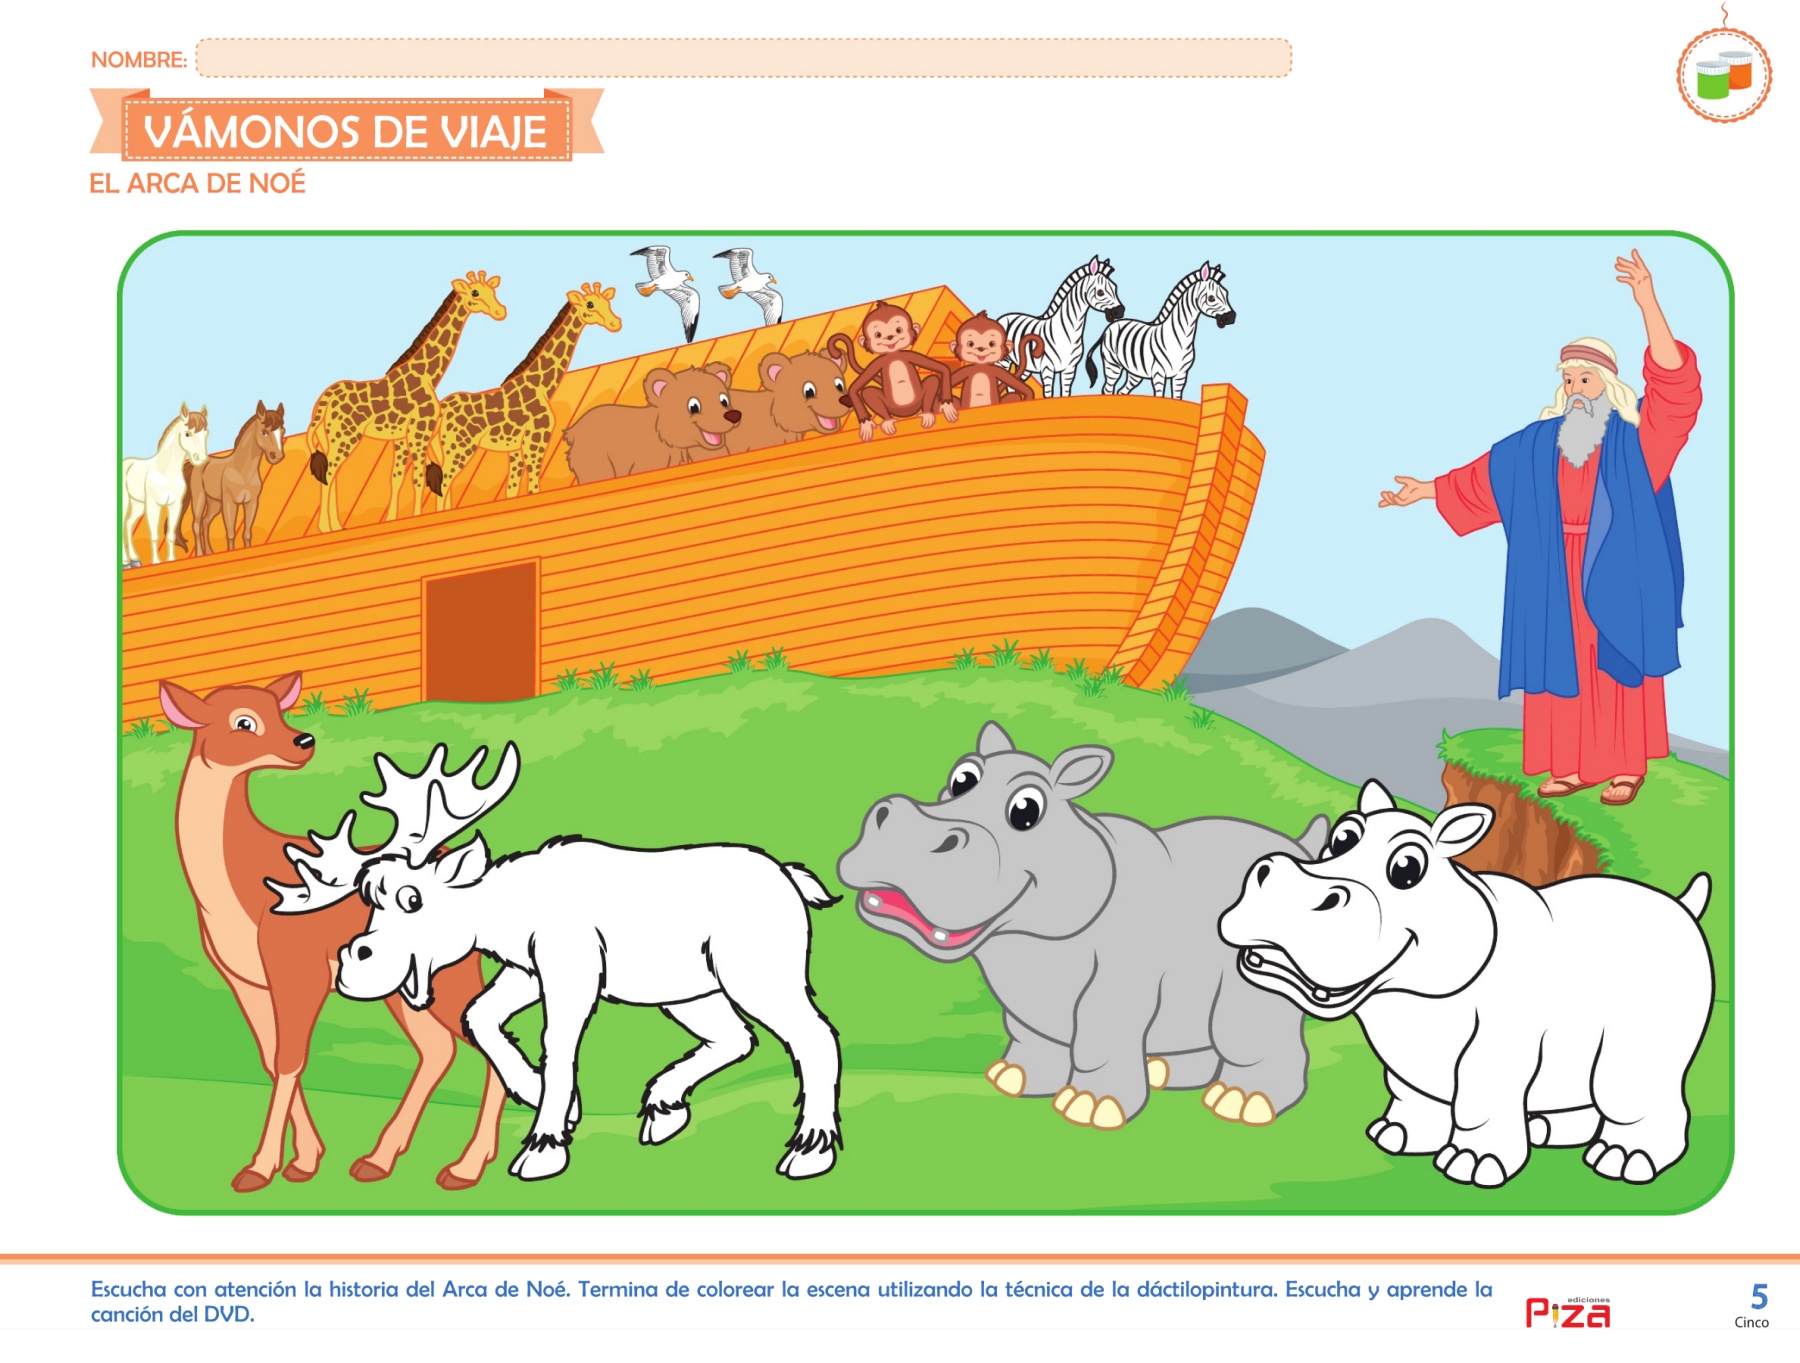 NOMBRE:
VÁMONOS DE VIAJE
EL ARCA DE NOÉ
Escucha con atención la historia del Arca de Noé. Termina de colorear la escena utilizando la técnica de la dáctilopintura. Escucha y aprende la
canción del DVD.
ediciones
Piza
5
Cinco